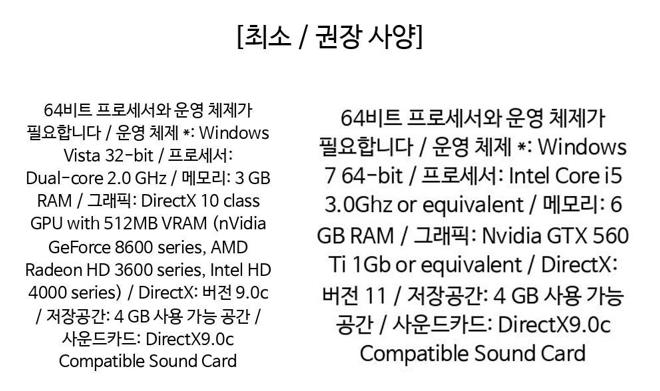 [최소 / 권장 사양]
64비트 프로세서와 운영 체제가
필요합니다 / 운영 체제 *: Windows
Vista 32-bit / 프로세서:
Dual-core 2.0 GHz / 메모리: 3 GB
RAM / 그래픽: DirectX 10 class
GPU with 512MB VRAM (nVidia
GeForce 8600 series, AMD
Radeon HD 3600 series, Intel HD
4000 series) / DirectX: 버전 9.0c
/ 저장공간: 4 GB 사용 가능 공간 /
사운드카드: DirectX9.0c
Compatible Sound Card
64비트 프로세서와 운영 체제가
필요합니다 / 운영 체제 *: Windows
7 64-bit / 프로세서: Intel Core i5
3.0Ghz or equivalent / 메모리: 6
GB RAM / 그래픽: Nvidia GTX 560
Ti 1Gb or equivalent / DirectX:
버전 11 / 저장공간: 4 GB 사용 가능
공간 / 사운드카드: DirectX9.0c
Compatible Sound Card